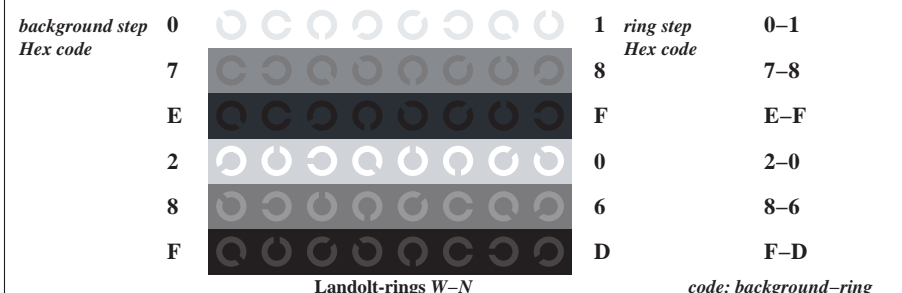 background step 0 1 ring step 0–1
Hex code Hex code
7 8 7–8
E F E–F
2 0 2–0
8 6 8–6
F D F–D
Landolt-rings W–N code: background–ring